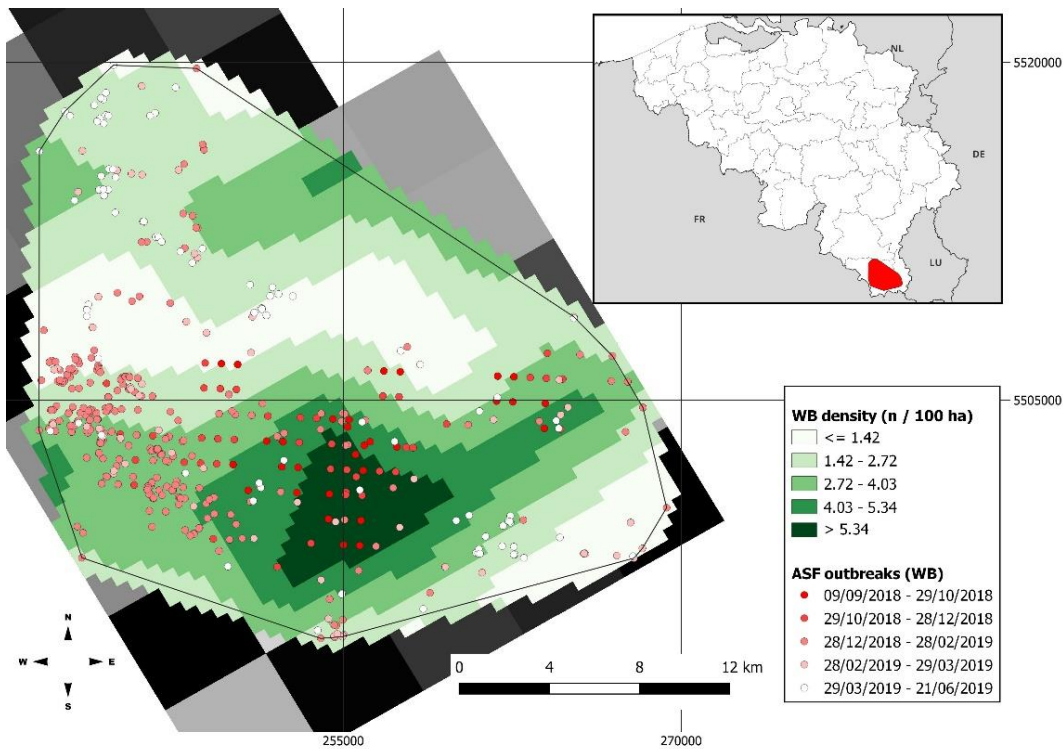 NL
5520000
DE
FR
LU
WB density (n / 100 ha)
<= 1.42
1.42 - 2.72
2.72 - 4.03
4.03 - 5.34
> 5.34
5505000
ASF outbreaks (WB)
09/09/2018 - 29/10/2018
29/10/2018 - 28/12/2018
28/12/2018 - 28/02/2019
28/02/2019 - 29/03/2019
29/03/2019 - 21/06/2019
N
W E
S
0 4 8 12 km
255000 270000